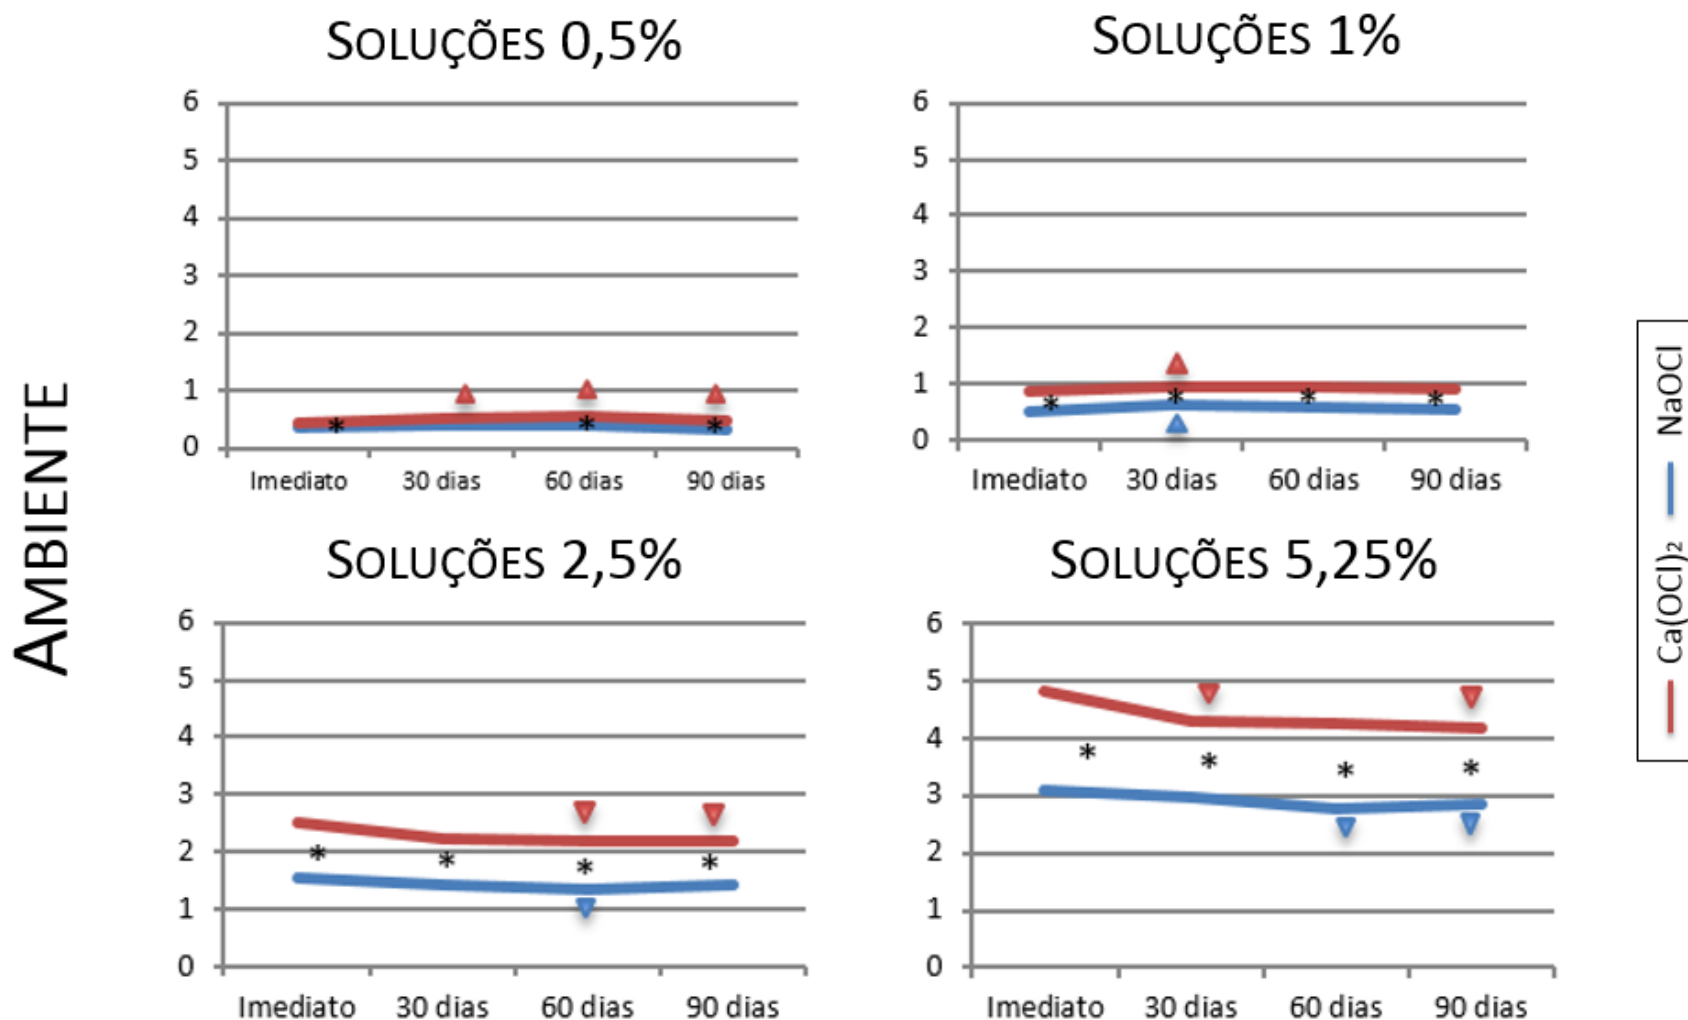 AMBIENTE
SOLUÇÕES 0,5%
6
5
4
3
2
1
0
*
*
*
Imediato 30 dias 60 dias 90 dias
SOLUÇÕES 1%
6
5
4
3
2
1
0
* * * *
Imediato 30 dias 60 dias 90 dias
SOLUÇÕES 2,5%
6
5
4
3
2
1
0
* * * *
Imediato 30 dias 60 dias 90 dias
SOLUÇÕES 5,25%
6
5
4
3
2
1
0
* * * *
Imediato 30 dias 60 dias 90 dias
Ca(OCl)₂ NaOCl